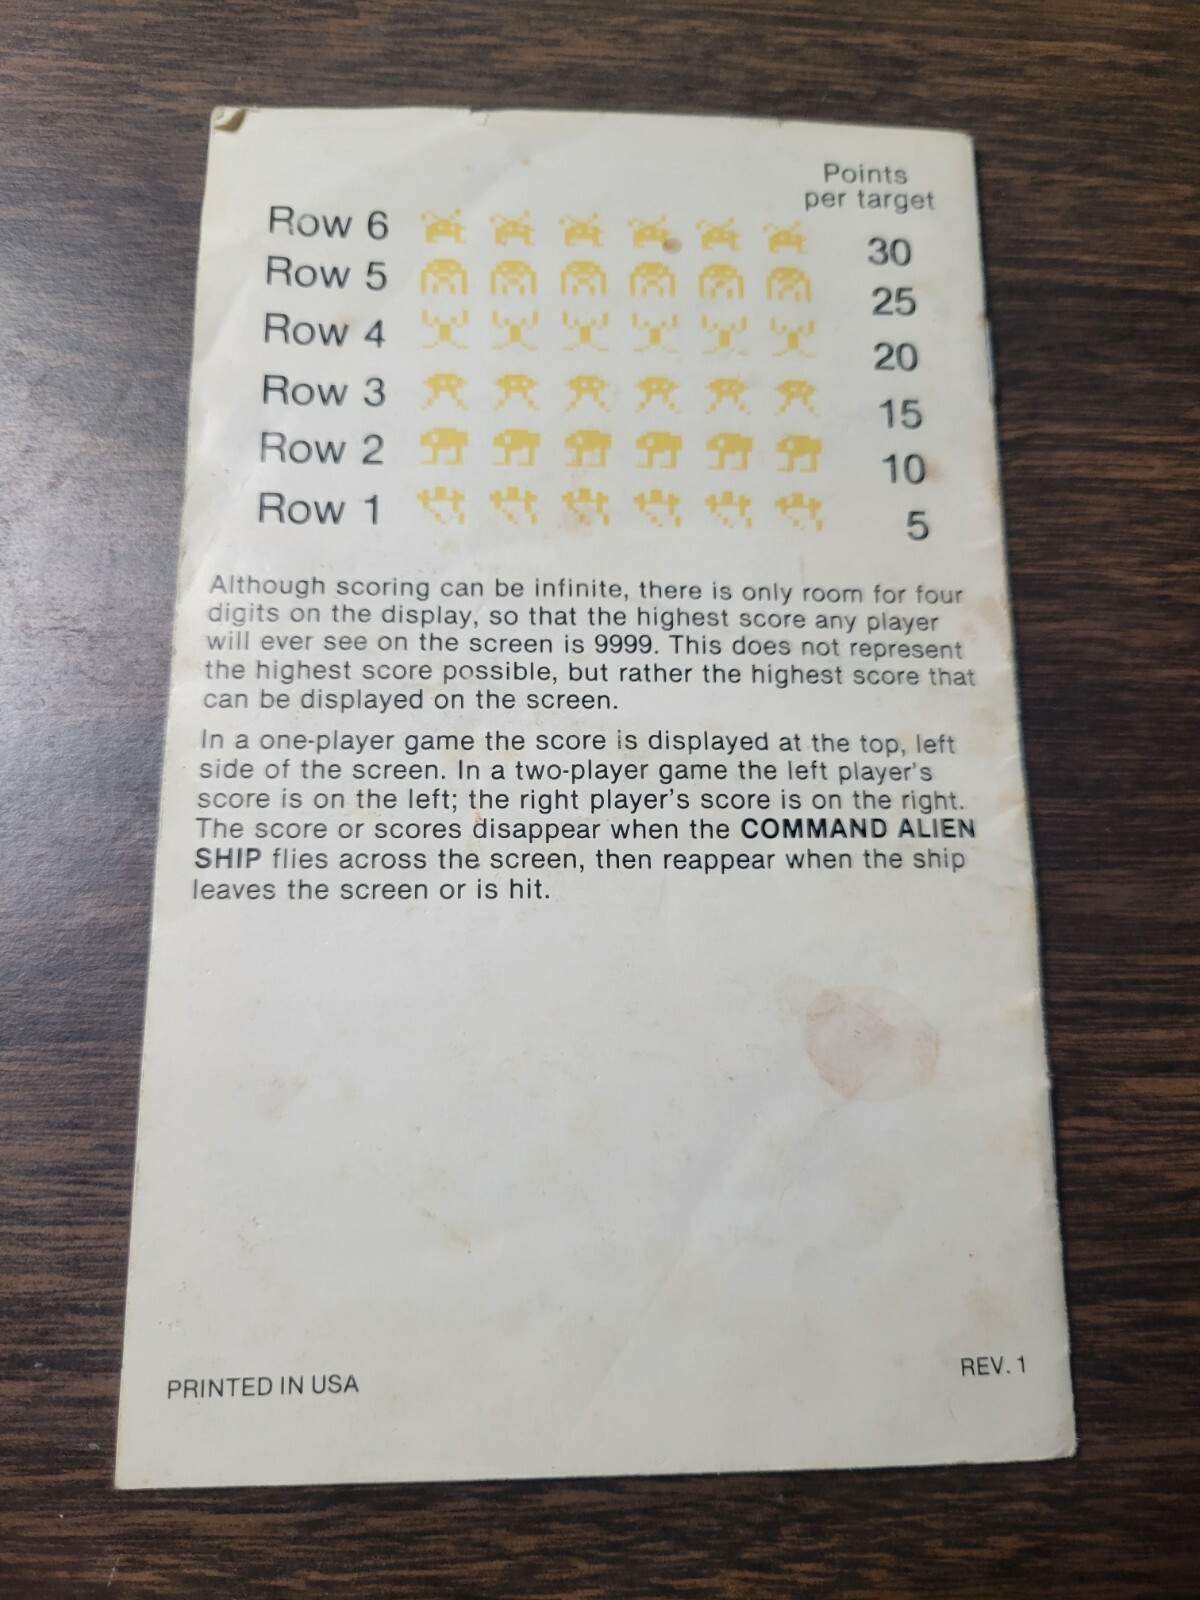 Points
per target
Row 6 30
Row 5 25
Row 4 20
Row 3 15
Row 2 10
Row 1 5
Although scoring can be infinite, there is only room for four
digits on the display, so that the highest score any player
will ever see on the screen is 9999. This does not represent
the highest score possible, but rather the highest score that
can be displayed on the screen.
In a one-player game the score is displayed at the top, left
side of the screen. In a two-player game the left player's
score is on the left; the right player's score is on the right.
The score or scores disappear when the COMMAND ALIEN
SHIP flies across the screen, then reappear when the ship
leaves the screen or is hit.
PRINTED IN USA
REV. 1